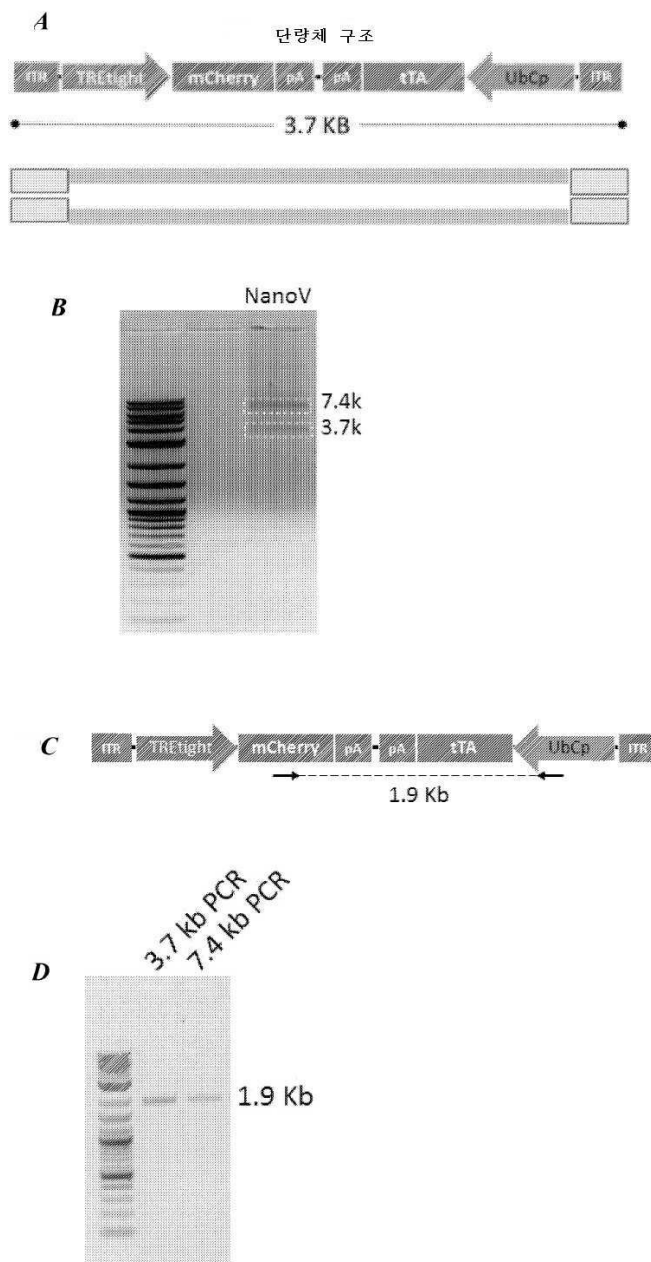 A
단량체 구조
ITR TREtight mCherry pA pA tTA UbCp ITR
3.7 KB
B
NanoV
7.4k
3.7k
C
ITR TREtight mCherry pA pA tTA UbCp ITR
1.9 Kb
D
3.7 kb PCR
7.4 kb PCR
1.9 Kb